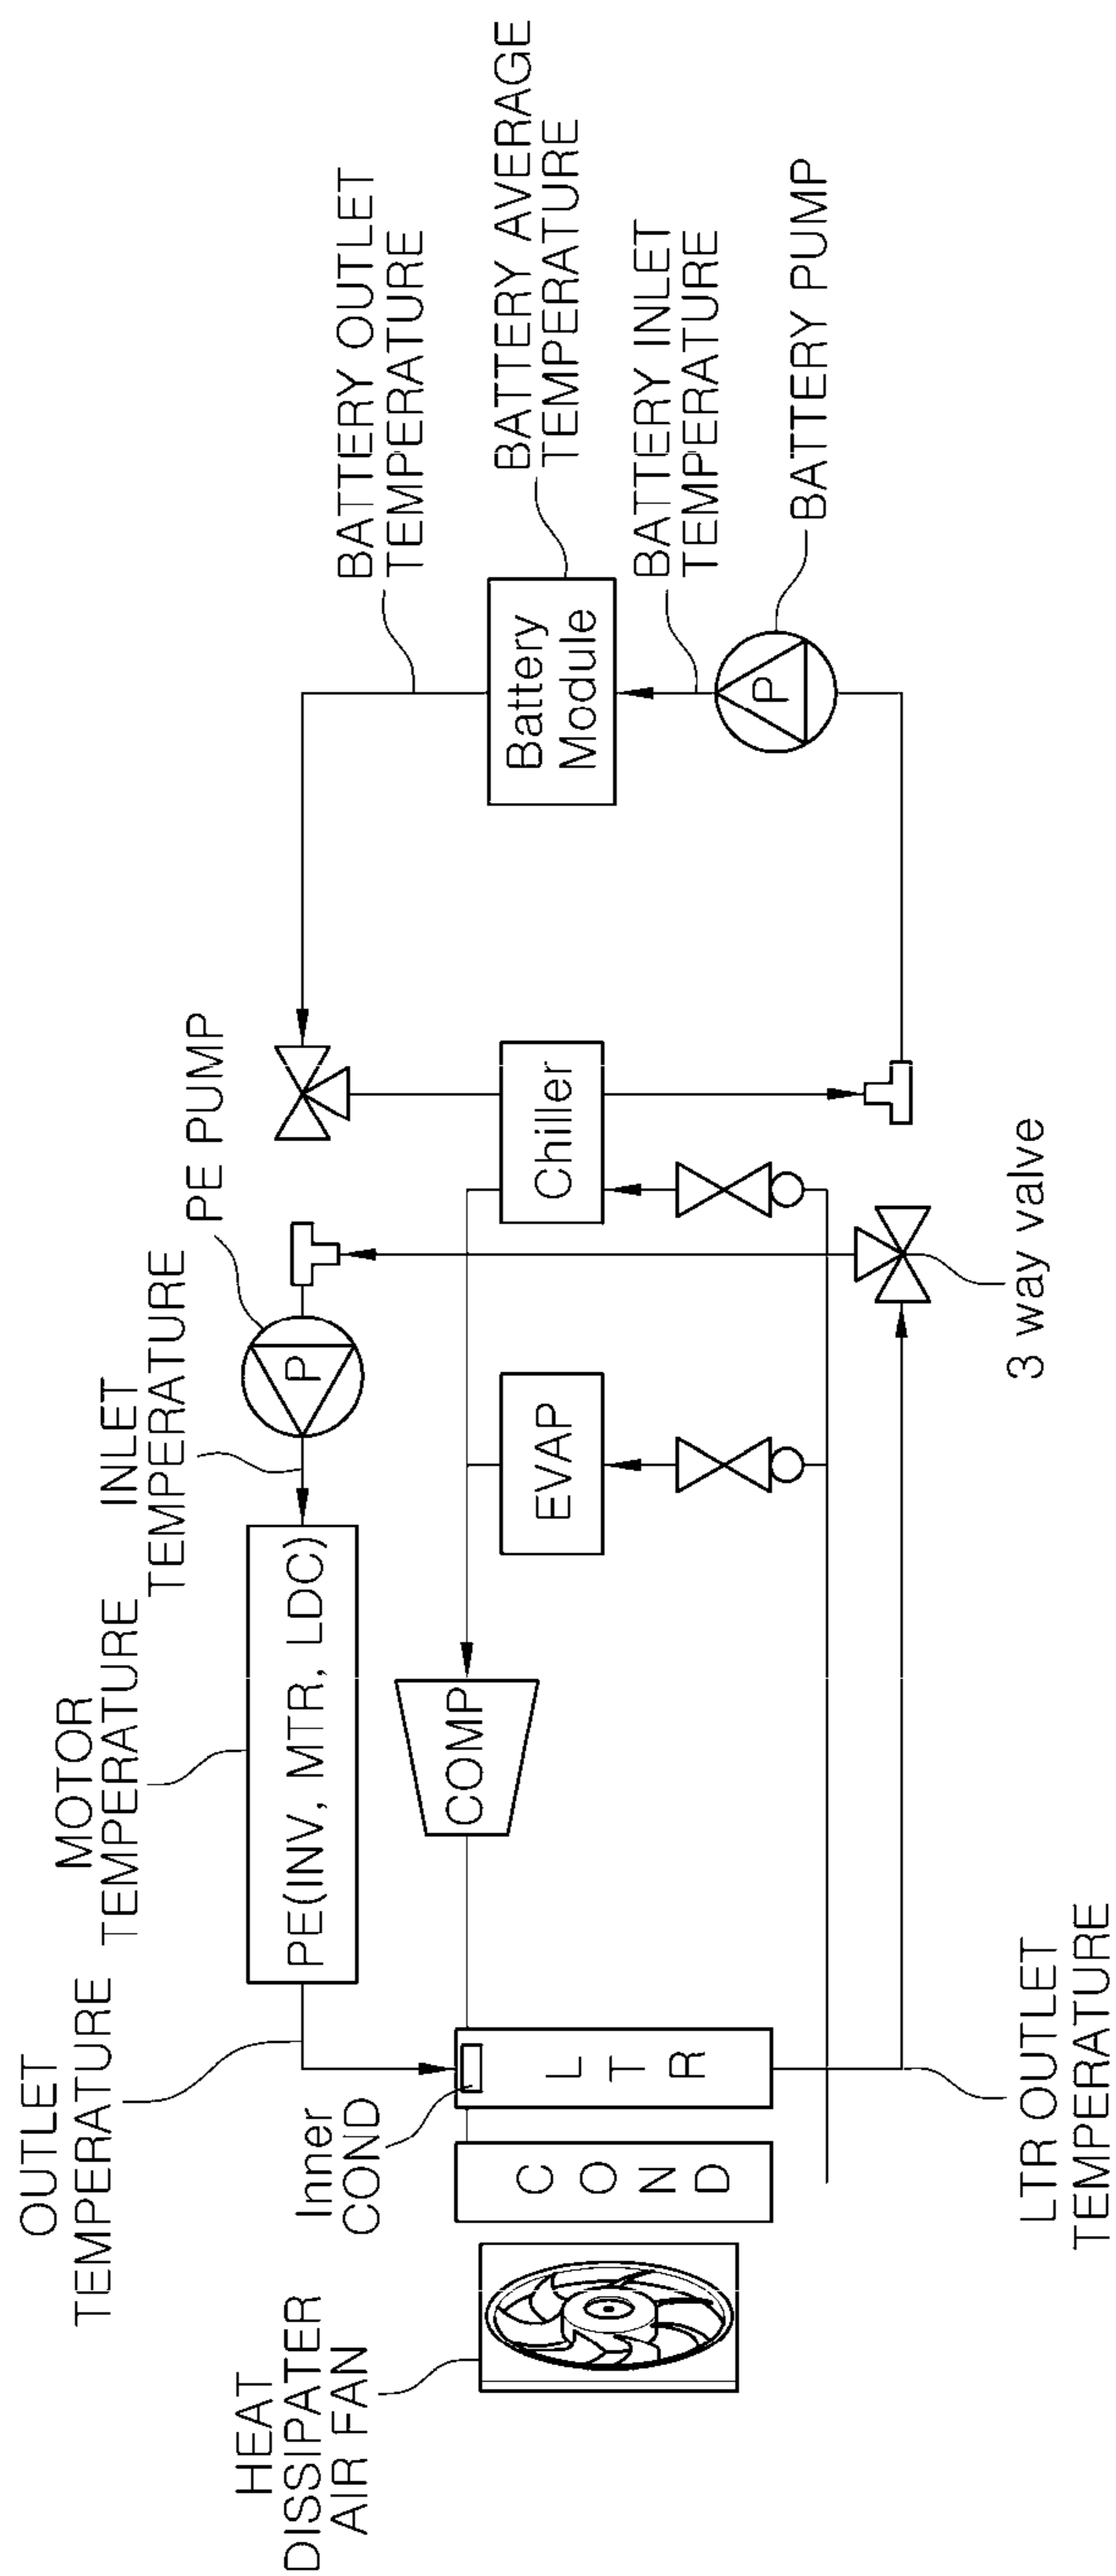 OUTLET
TEMPERATURE
MOTOR
TEMPERATURE
INLET
TEMPERATURE
PE PUMP
BATTERY OUTLET
TEMPERATURE
HEAT
DISSIPATER
AIR FAN
Inner
COND
PE(INV, MTR, LDC)
P
COND
LTR
COMP
EVAP
Chiller
Battery
Module
BATTERY AVERAGE
TEMPERATURE
BATTERY INLET
TEMPERATURE
P
BATTERY PUMP
LTR OUTLET
TEMPERATURE
3 way valve